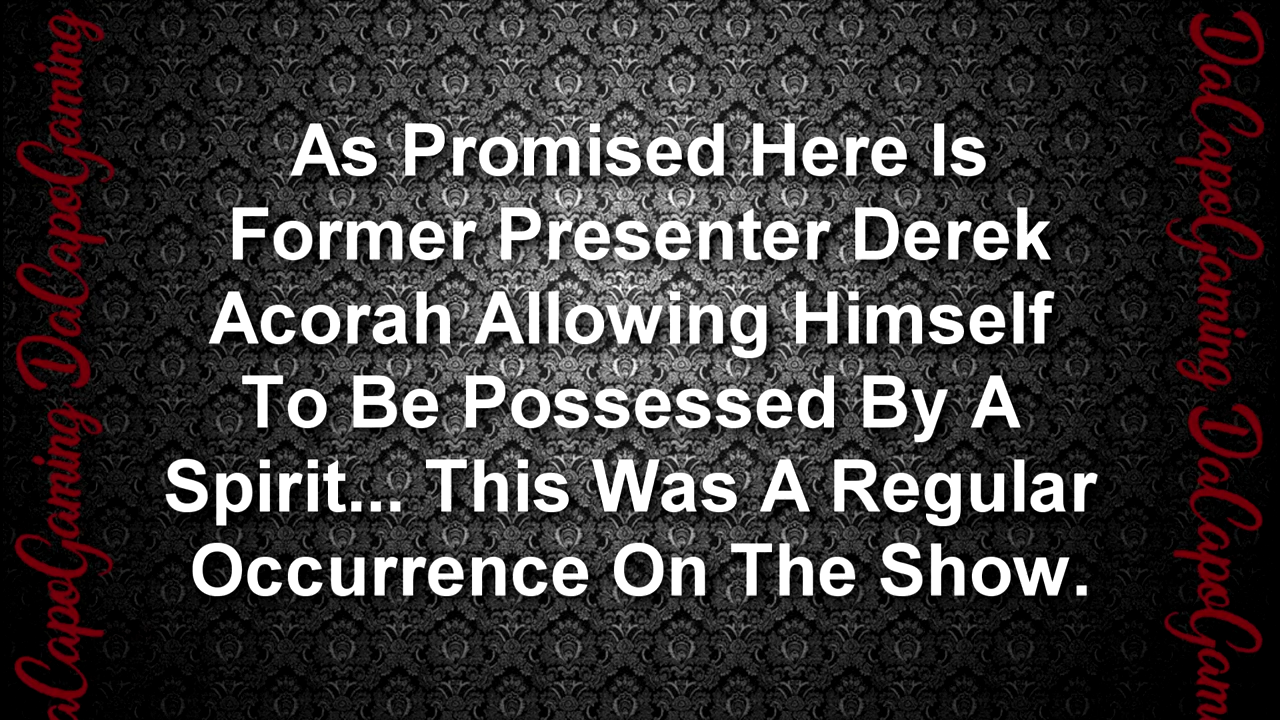 As Promised Here Is
Former Presenter Derek
Acorah Allowing Himself
To Be Possessed By A
Spirit... This Was A Regular
Occurrence On The Show.
DaCapoGaming DaCapoGaming
DaCapoGaming DaCapoGam